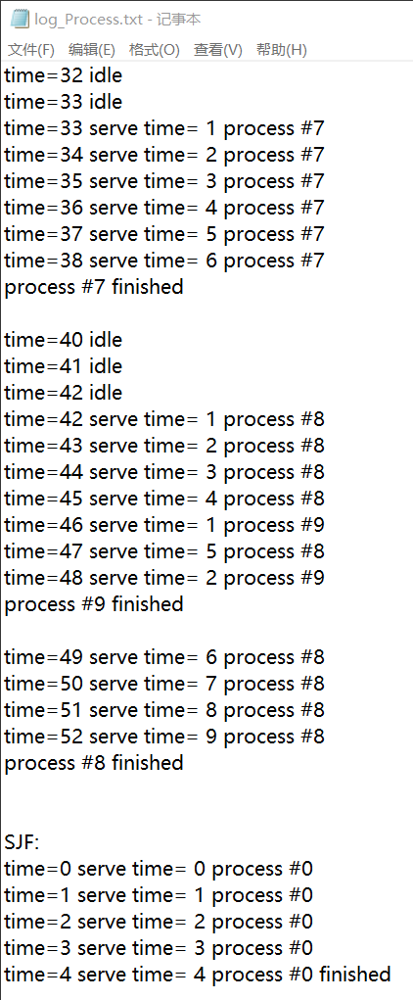 log_Process.txt - 记事本
文件(F) 编辑(E) 格式(O) 查看(V) 帮助(H)
time=32 idle
time=33 idle
time=33 serve time= 1 process #7
time=34 serve time= 2 process #7
time=35 serve time= 3 process #7
time=36 serve time= 4 process #7
time=37 serve time= 5 process #7
time=38 serve time= 6 process #7
process #7 finished
time=40 idle
time=41 idle
time=42 idle
time=42 serve time= 1 process #8
time=43 serve time= 2 process #8
time=44 serve time= 3 process #8
time=45 serve time= 4 process #8
time=46 serve time= 1 process #9
time=47 serve time= 5 process #8
time=48 serve time= 2 process #9
process #9 finished
time=49 serve time= 6 process #8
time=50 serve time= 7 process #8
time=51 serve time= 8 process #8
time=52 serve time= 9 process #8
process #8 finished
SJF:
time=0 serve time= 0 process #0
time=1 serve time= 1 process #0
time=2 serve time= 2 process #0
time=3 serve time= 3 process #0
time=4 serve time= 4 process #0 finished